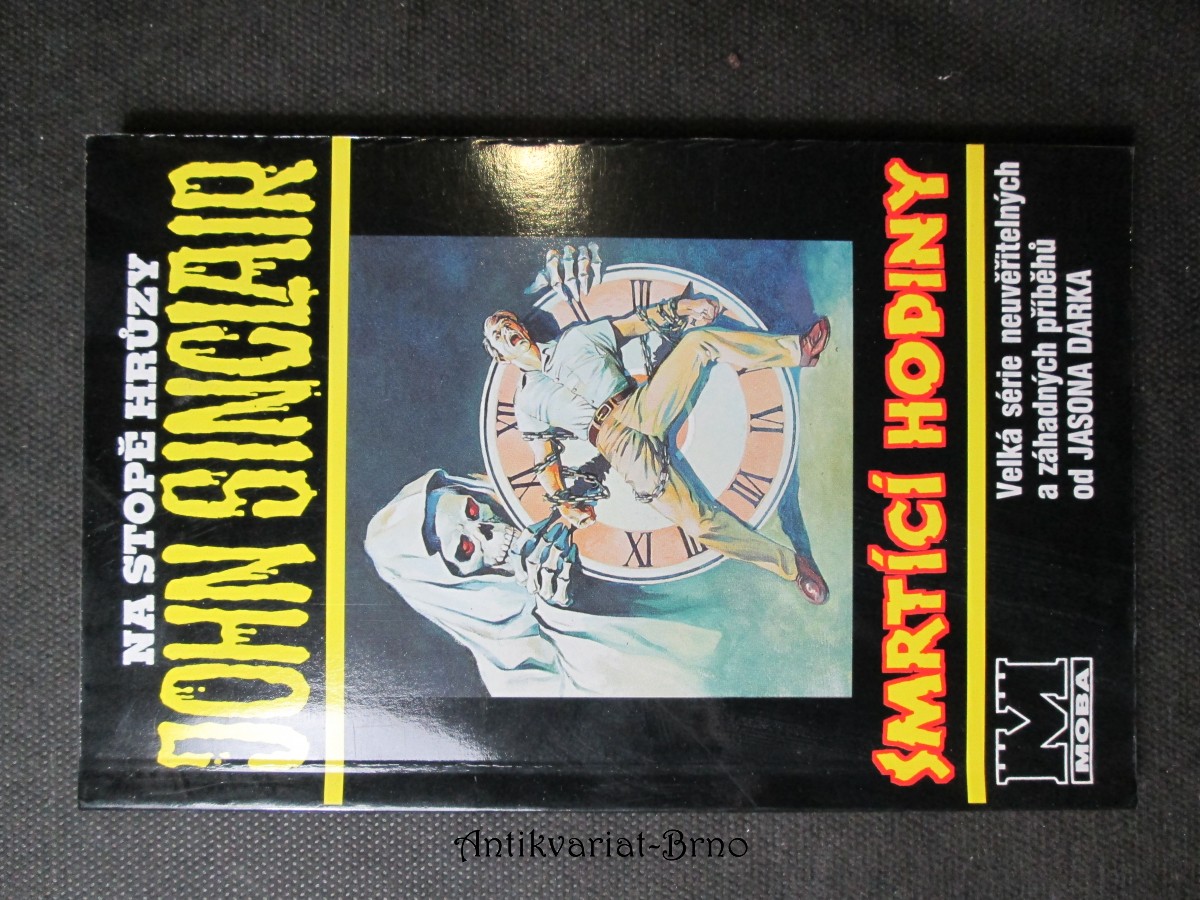 NA STOPĚ HRŮZY
JOHN SINCLAIR
SMRTÍCÍ HODINY
Velká série neuvěřitelných
a záhadných příběhů
od JASONA DARKA
M
MOBA
Antikvariat-Brno